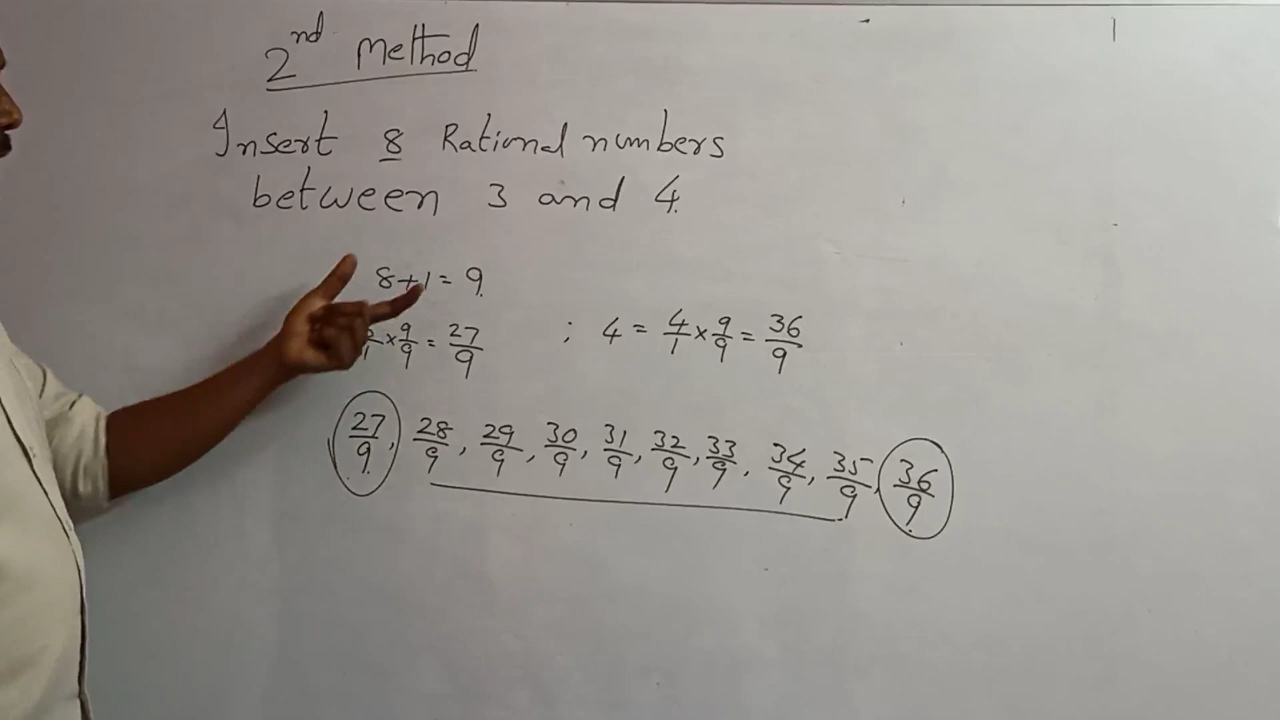 2nd Method
Insert 8 Rational numbers
between 3 and 4.
8+1 = 9.
/1 × 9/9 = 27/9 ; 4 = 4/1 × 9/9 = 36/9
27/9, 28/9, 29/9, 30/9, 31/9, 32/9, 33/9, 34/9, 35/9, 36/9